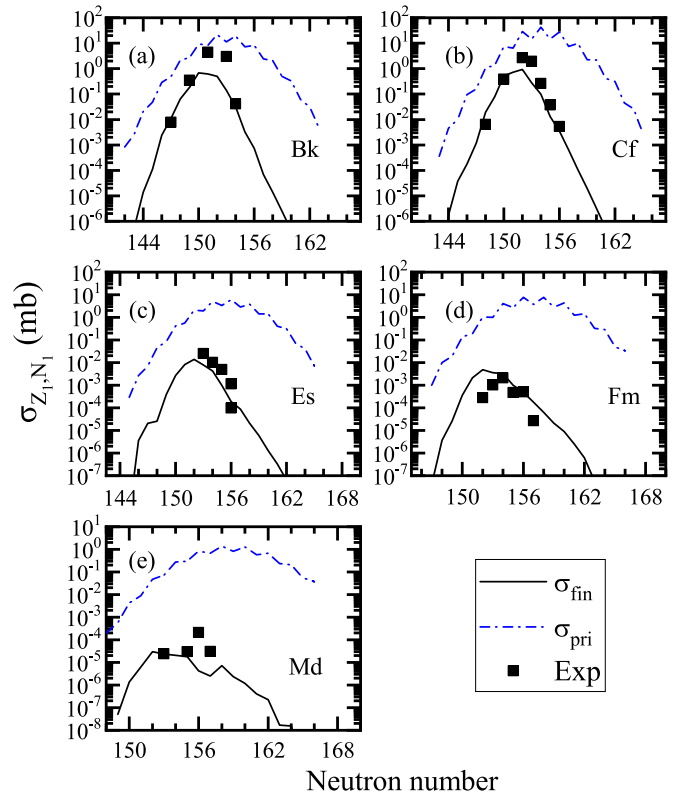 10² 10² 
10¹ (a) 10¹ (b)
10⁰ 10⁰
10⁻¹ 10⁻¹
10⁻² 10⁻²
10⁻³ 10⁻³
10⁻⁴ Bk 10⁻⁴ Cf
10⁻⁵ 10⁻⁵
10⁻⁶ 10⁻⁶
144 150 156 162 144 150 156 162
10² 10²
10¹ (c) 10¹ (d)
10⁰ 10⁰
10⁻¹ 10⁻¹
10⁻² 10⁻²
10⁻³ 10⁻³
10⁻⁴ Es 10⁻⁴ Fm
10⁻⁵ 10⁻⁵
10⁻⁶ 10⁻⁶
10⁻⁷ 10⁻⁷
144 150 156 162 168 150 156 162 168
σ_{Z₁,N₁} (mb)
10¹
10⁰ (e)
10⁻¹
10⁻²
10⁻³
10⁻⁴
10⁻⁵ Md
10⁻⁶
10⁻⁷
10⁻⁸
150 156 162 168
σ_fin
σ_pri
Exp
Neutron number